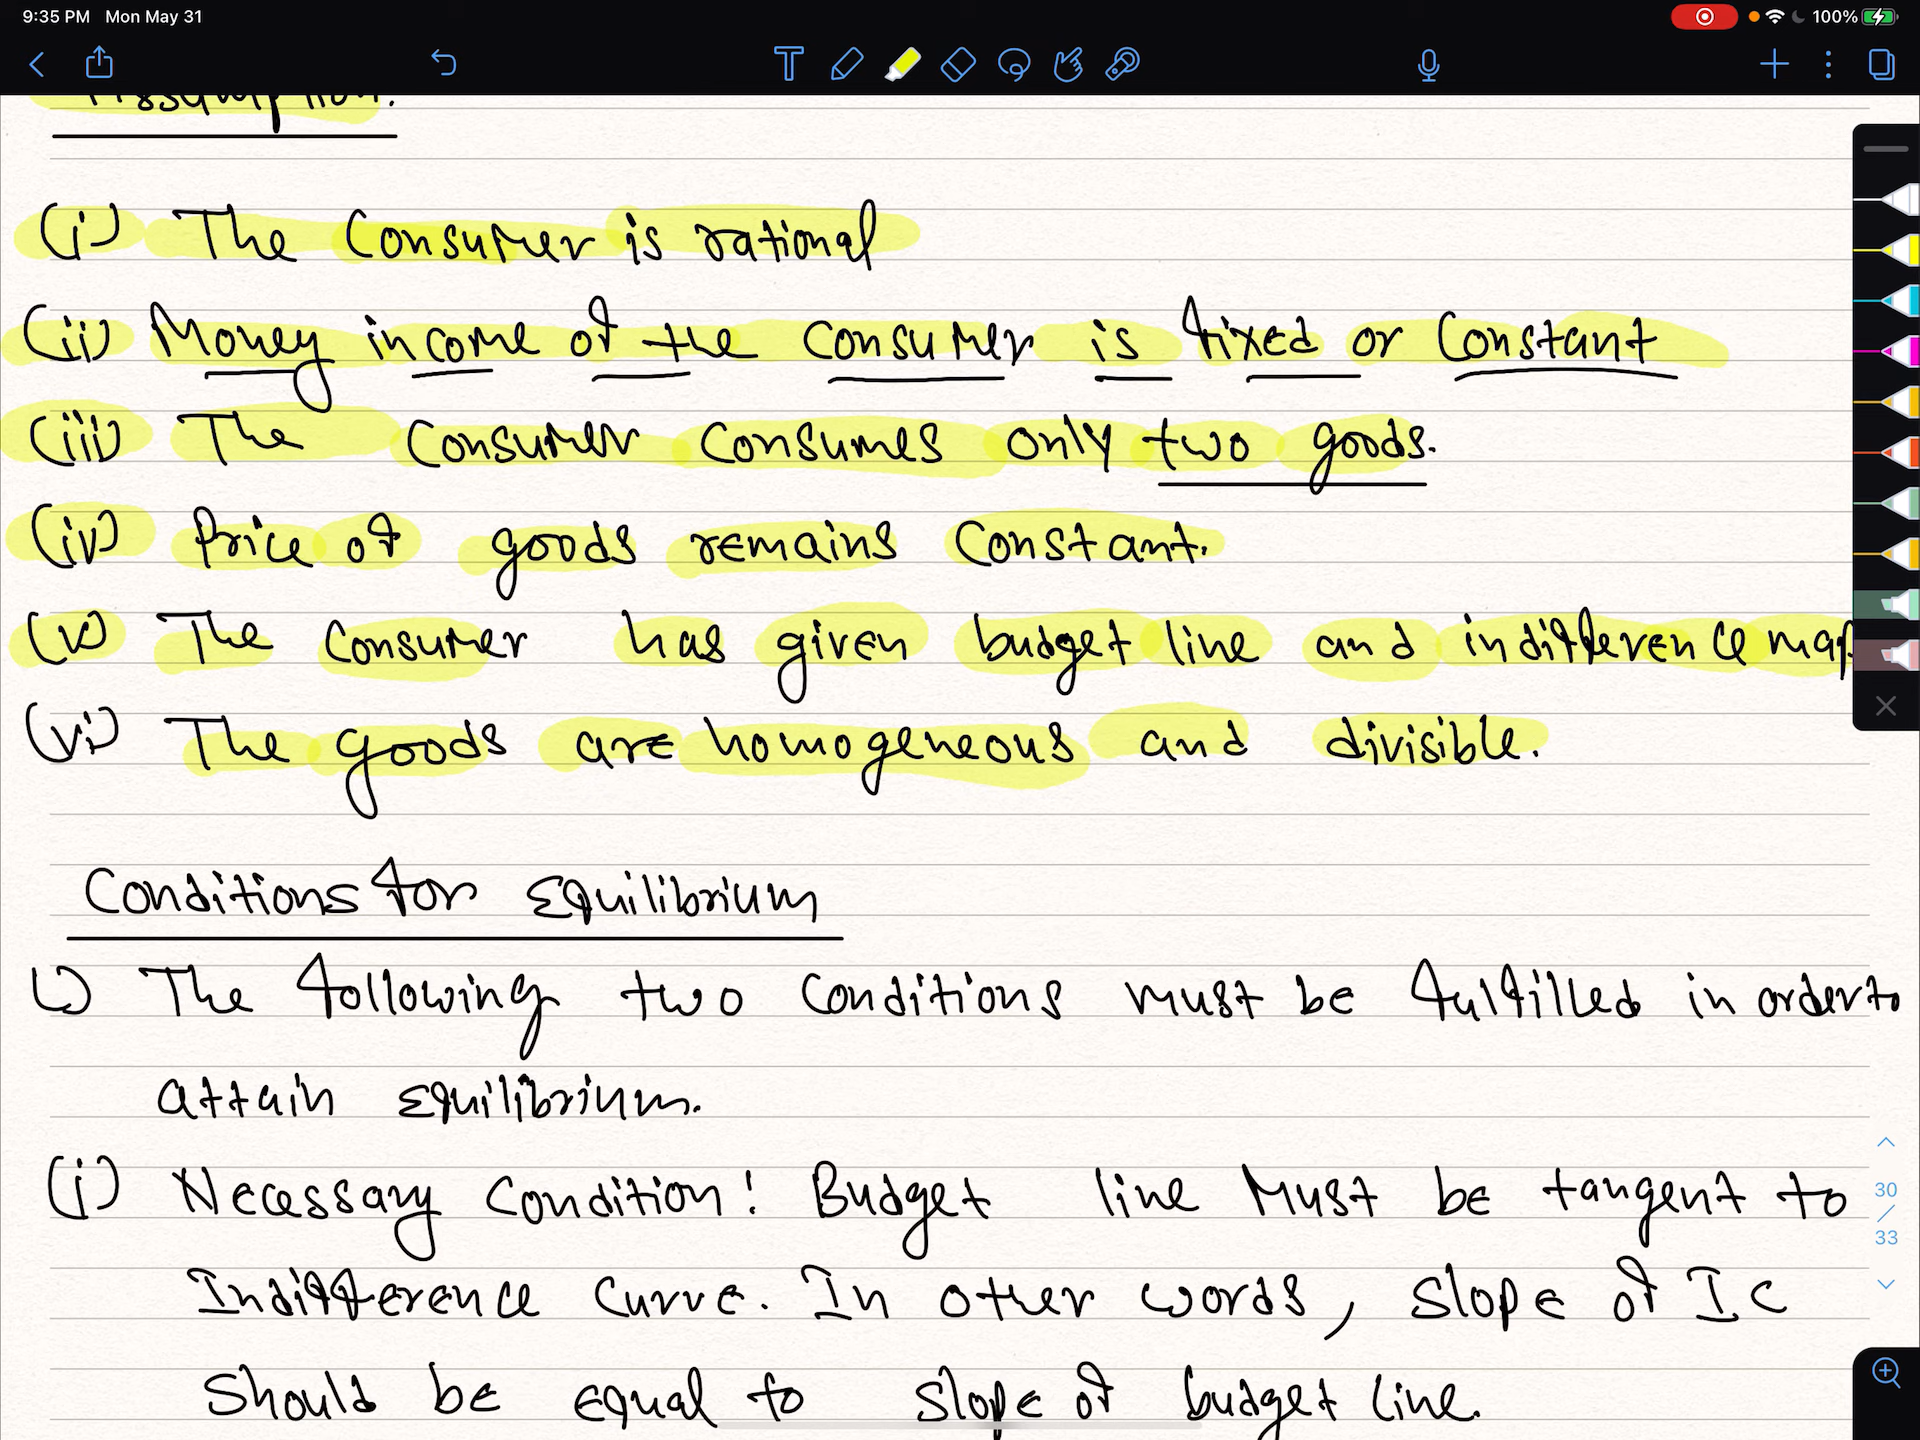 9:35 PM Mon May 31
100%
Assumption:
(i) The Consumer is rational
(ii) Money income of the Consumer is fixed or Constant
(iii) The Consumer Consumes only two goods.
(iv) Price of goods remains Constant.
(v) The Consumer has given budget line and indifference map
(vi) The goods are homogeneous and divisible.
Conditions for Equilibrium
The following two Conditions must be fulfilled in order to
attain Equilibrium.
(i) Necessary Condition: Budget line Must be tangent to
Indifference Curve. In other words, Slope of IC
Should be equal to Slope of budget line.
30
/
33